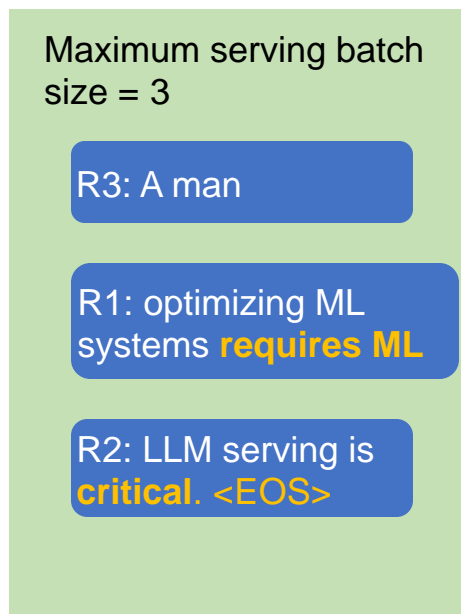 Maximum serving batch
size = 3
R3: A man
R1: optimizing ML
systems requires ML
R2: LLM serving is
critical. <EOS>